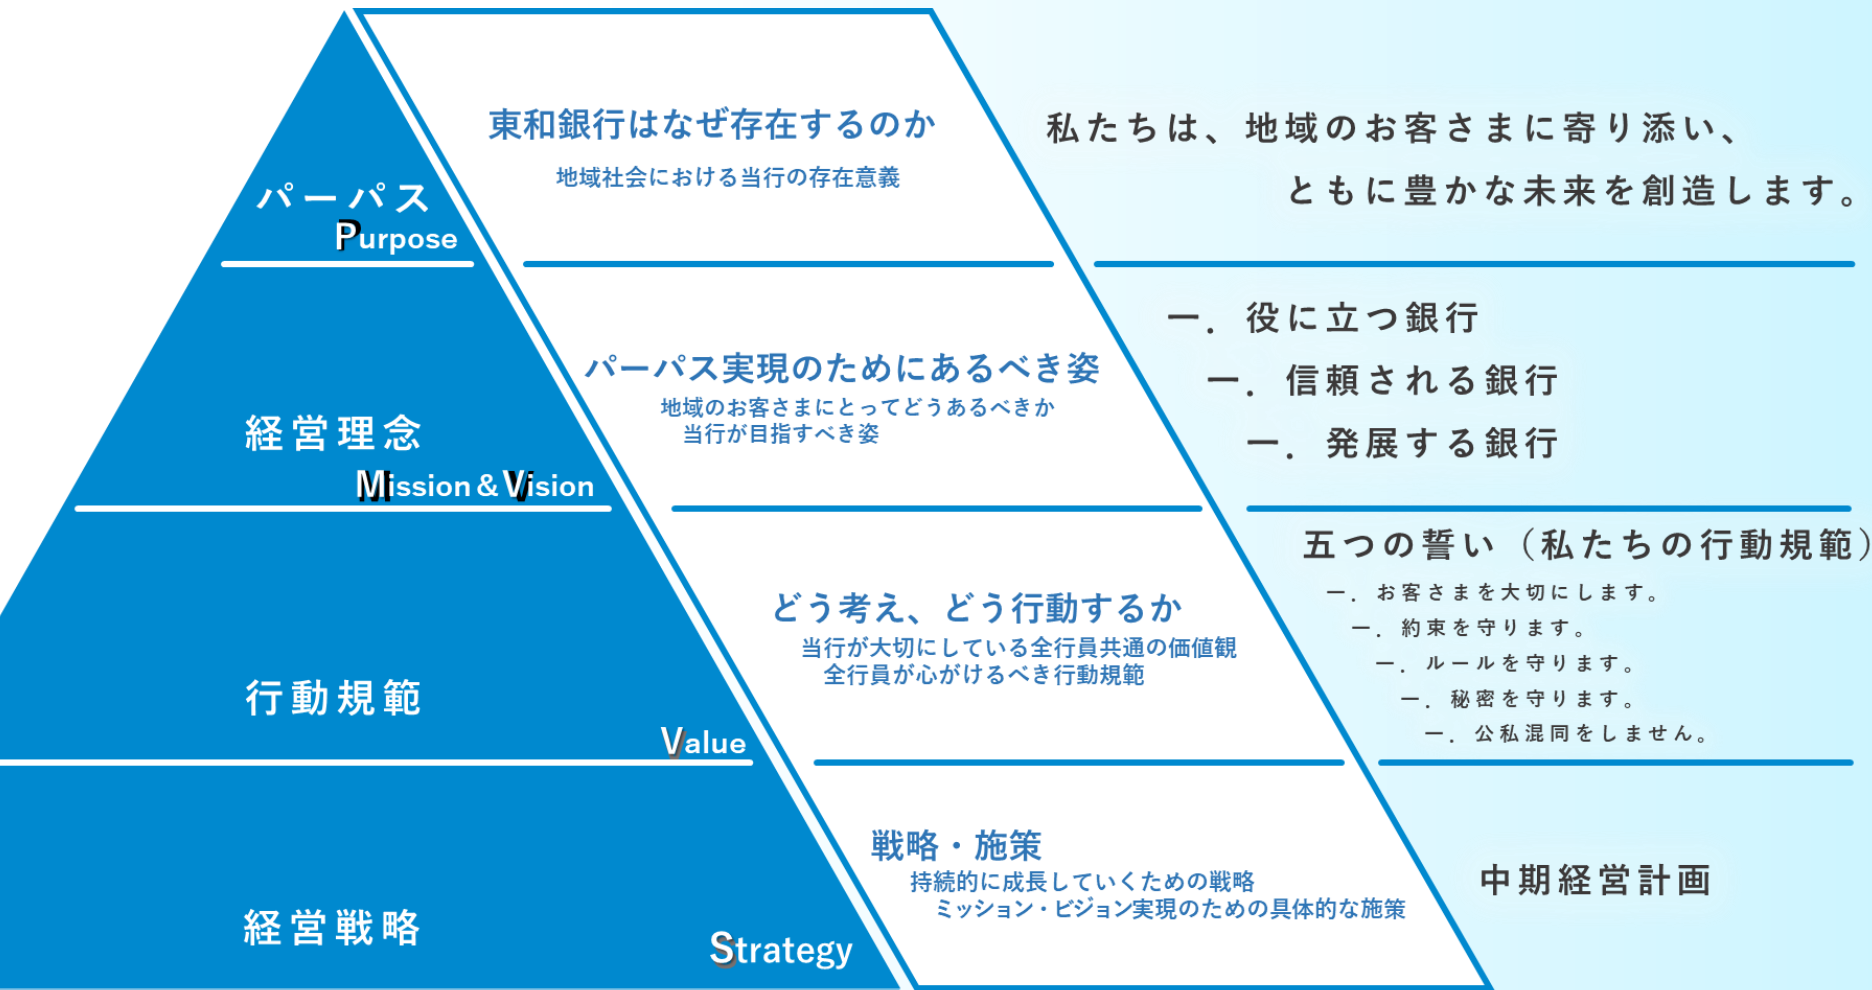 パーパス
Purpose
東和銀行はなぜ存在するのか
地域社会における当行の存在意義
私たちは、地域のお客さまに寄り添い、
ともに豊かな未来を創造します。
経営理念
Mission & Vision
パーパス実現のためにあるべき姿
地域のお客さまにとってどうあるべきか
当行が目指すべき姿
一．役に立つ銀行
一．信頼される銀行
一．発展する銀行
行動規範
Value
どう考え、どう行動するか
当行が大切にしている全行員共通の価値観
全行員が心がけるべき行動規範
五つの誓い（私たちの行動規範）
一．お客さまを大切にします。
一．約束を守ります。
一．ルールを守ります。
一．秘密を守ります。
一．公私混同をしません。
経営戦略
Strategy
戦略・施策
持続的に成長していくための戦略
ミッション・ビジョン実現のための具体的な施策
中期経営計画